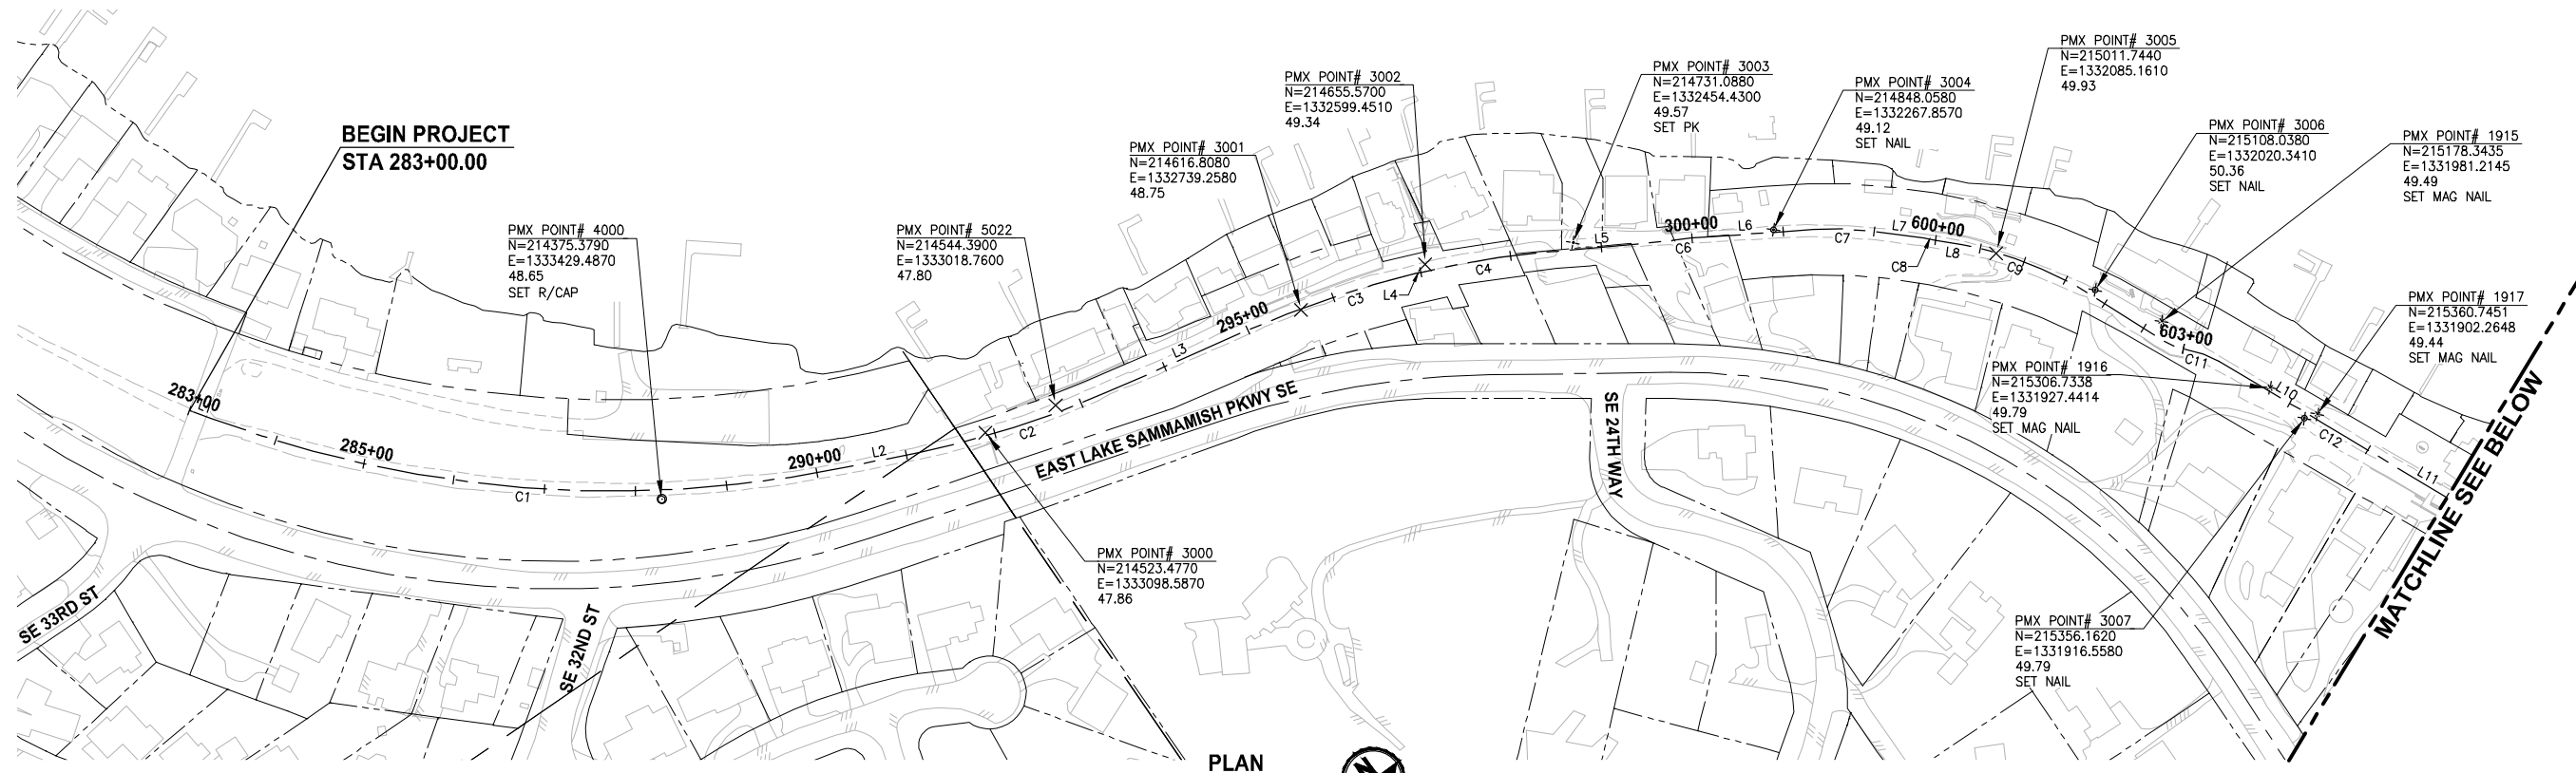 BEGIN PROJECT
STA 283+00.00
PMX POINT# 4000
N=214375.3790
E=1333429.4870
48.65
SET R/CAP
PMX POINT# 5022
N=214544.3900
E=1333018.7600
47.80
PMX POINT# 3001
N=214616.8080
E=1332739.2580
48.75
PMX POINT# 3002
N=214655.5700
E=1332599.4510
49.34
PMX POINT# 3003
N=214731.0880
E=1332454.4300
49.57
SET PK
PMX POINT# 3004
N=214848.0580
E=1332267.8570
49.12
SET NAIL
PMX POINT# 3005
N=215011.7440
E=1332085.1610
49.93
PMX POINT# 3006
N=215108.0380
E=1332020.3410
50.36
SET NAIL
PMX POINT# 1915
N=215178.3435
E=1331981.2145
49.49
SET MAG NAIL
PMX POINT# 1917
N=215360.7451
E=1331902.2648
49.44
SET MAG NAIL
PMX POINT# 1916
N=215306.7338
E=1331927.4414
49.79
SET MAG NAIL
PMX POINT# 3000
N=214523.4770
E=1333098.5870
47.86
PMX POINT# 3007
N=215356.1620
E=1331916.5580
49.79
SET NAIL
283+00
L1
285+00
C1
290+00
L2
C2
L3
295+00
C3
L4
C4
L5
C6
300+00
L6
C7
L7
600+00
C8
L8
C9
603+00
C11
L10
C12
L11
EAST LAKE SAMMAMISH PKWY SE
SE 24TH WAY
SE 33RD ST
SE 32ND ST
MATCHLINE SEE BELOW
PLAN
N